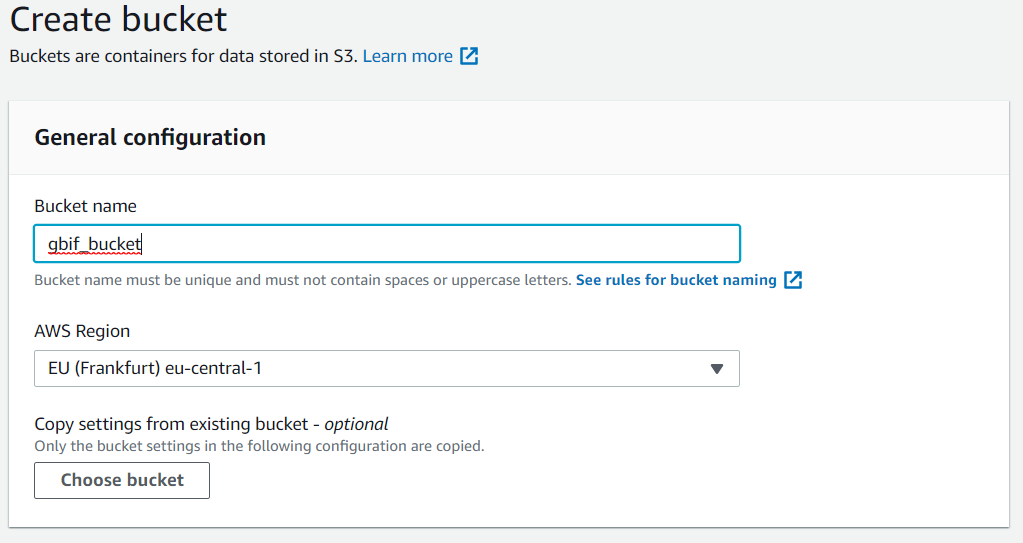 Create bucket
Buckets are containers for data stored in S3. Learn more
General configuration
Bucket name
gbif_bucket
Bucket name must be unique and must not contain spaces or uppercase letters. See rules for bucket naming
AWS Region
EU (Frankfurt) eu-central-1
Copy settings from existing bucket - optional
Only the bucket settings in the following configuration are copied.
Choose bucket